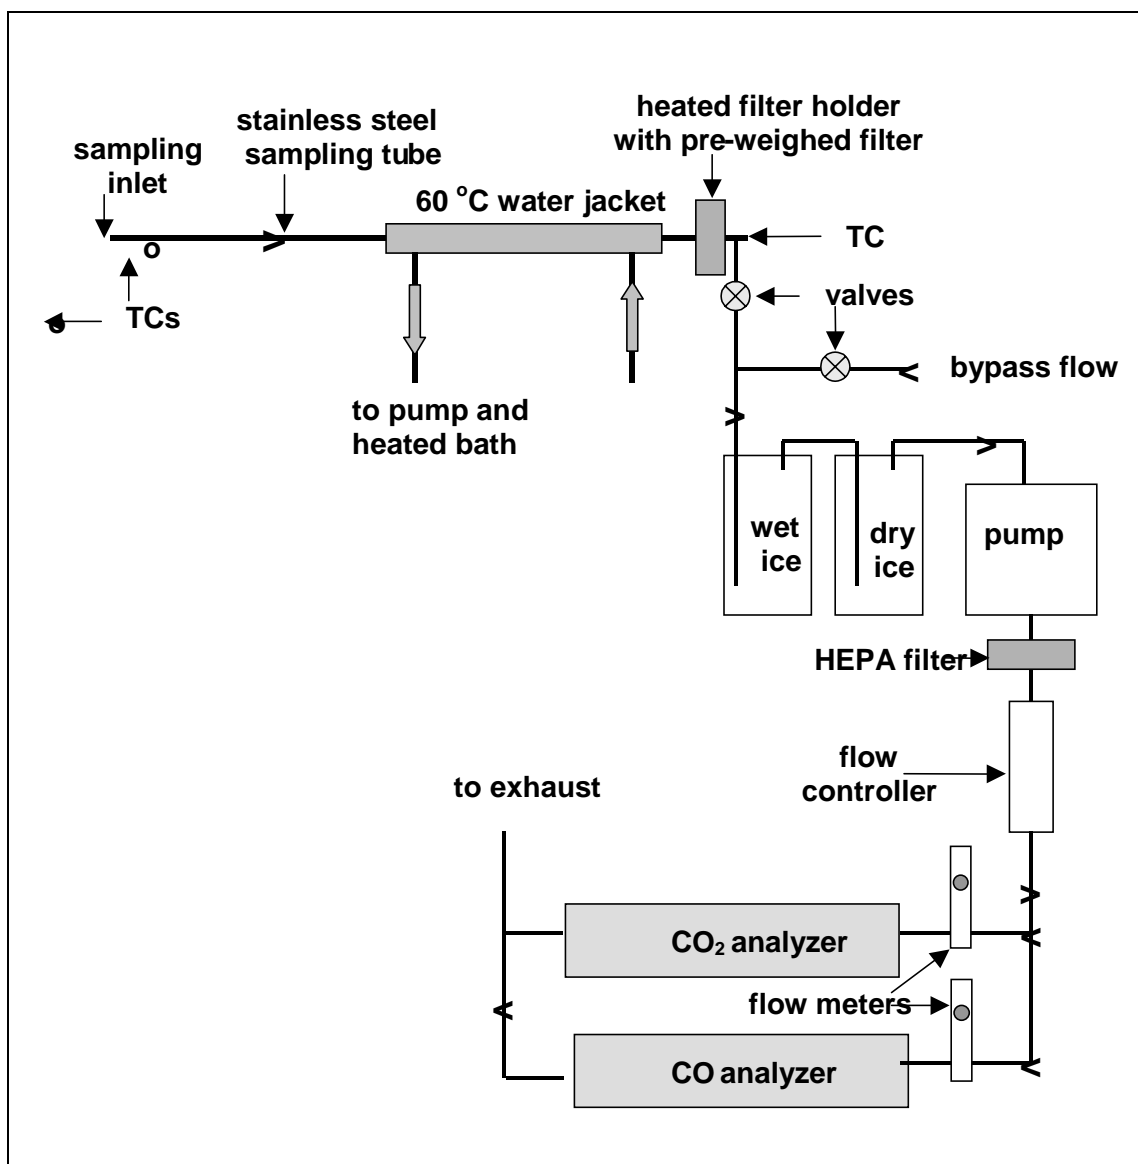 heated filter holder
with pre-weighed filter
stainless steel
sampling tube
sampling
inlet
60 °C water jacket
TC
TCs
valves
bypass flow
to pump and
heated bath
wet
ice
dry
ice
pump
HEPA filter
flow
controller
to exhaust
CO₂ analyzer
flow meters
CO analyzer